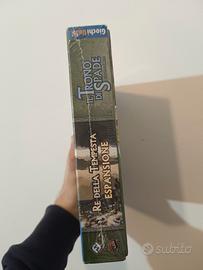 Giochi Uniti
IL TRONO
DI SPADE
RE DELLA TEMPESTA
ESPANSIONE
subito